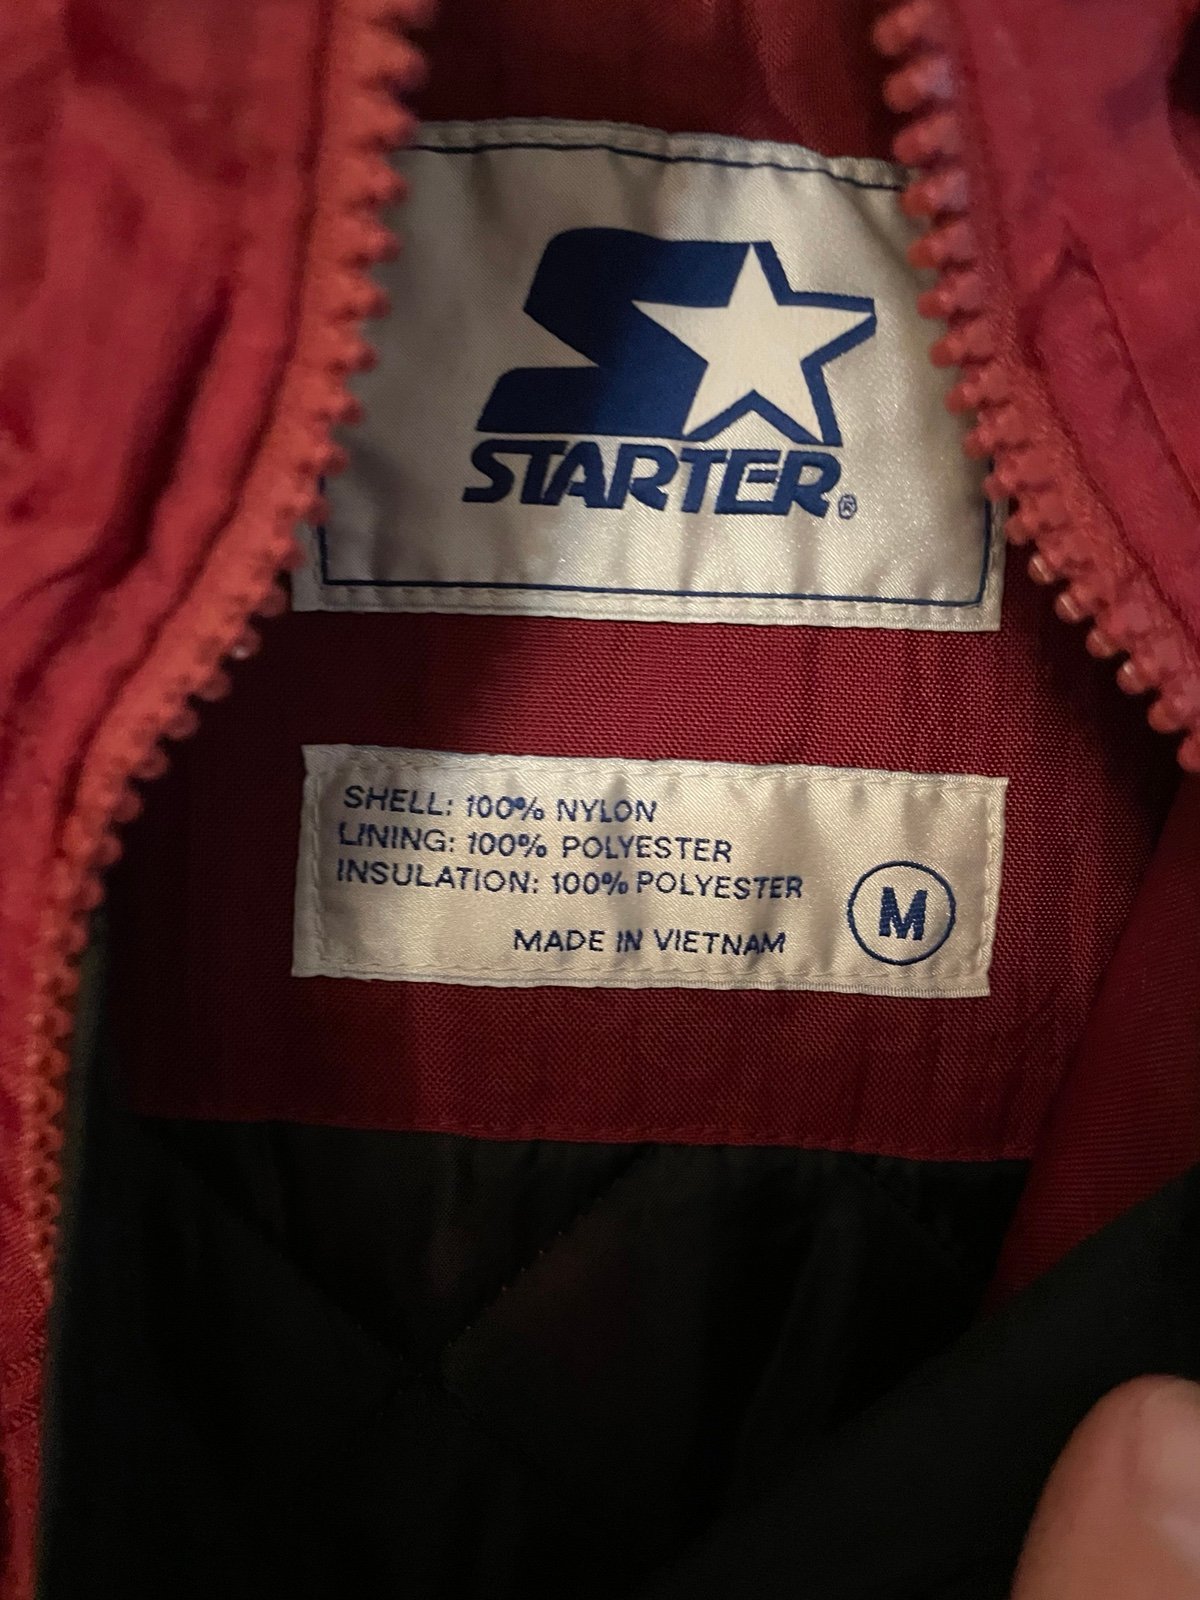 STARTER®
SHELL: 100% NYLON
LINING: 100% POLYESTER
INSULATION: 100% POLYESTER
MADE IN VIETNAM
M